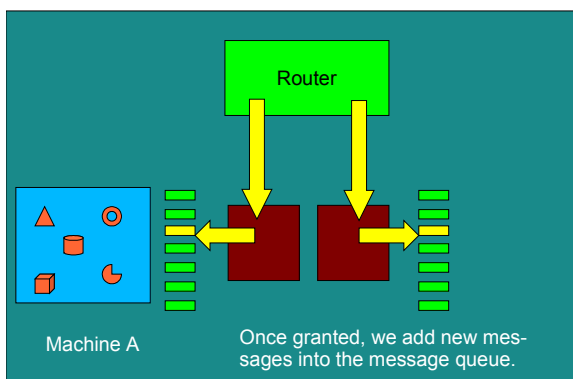 Router
Machine A
Once granted, we add new mes-
sages into the message queue.